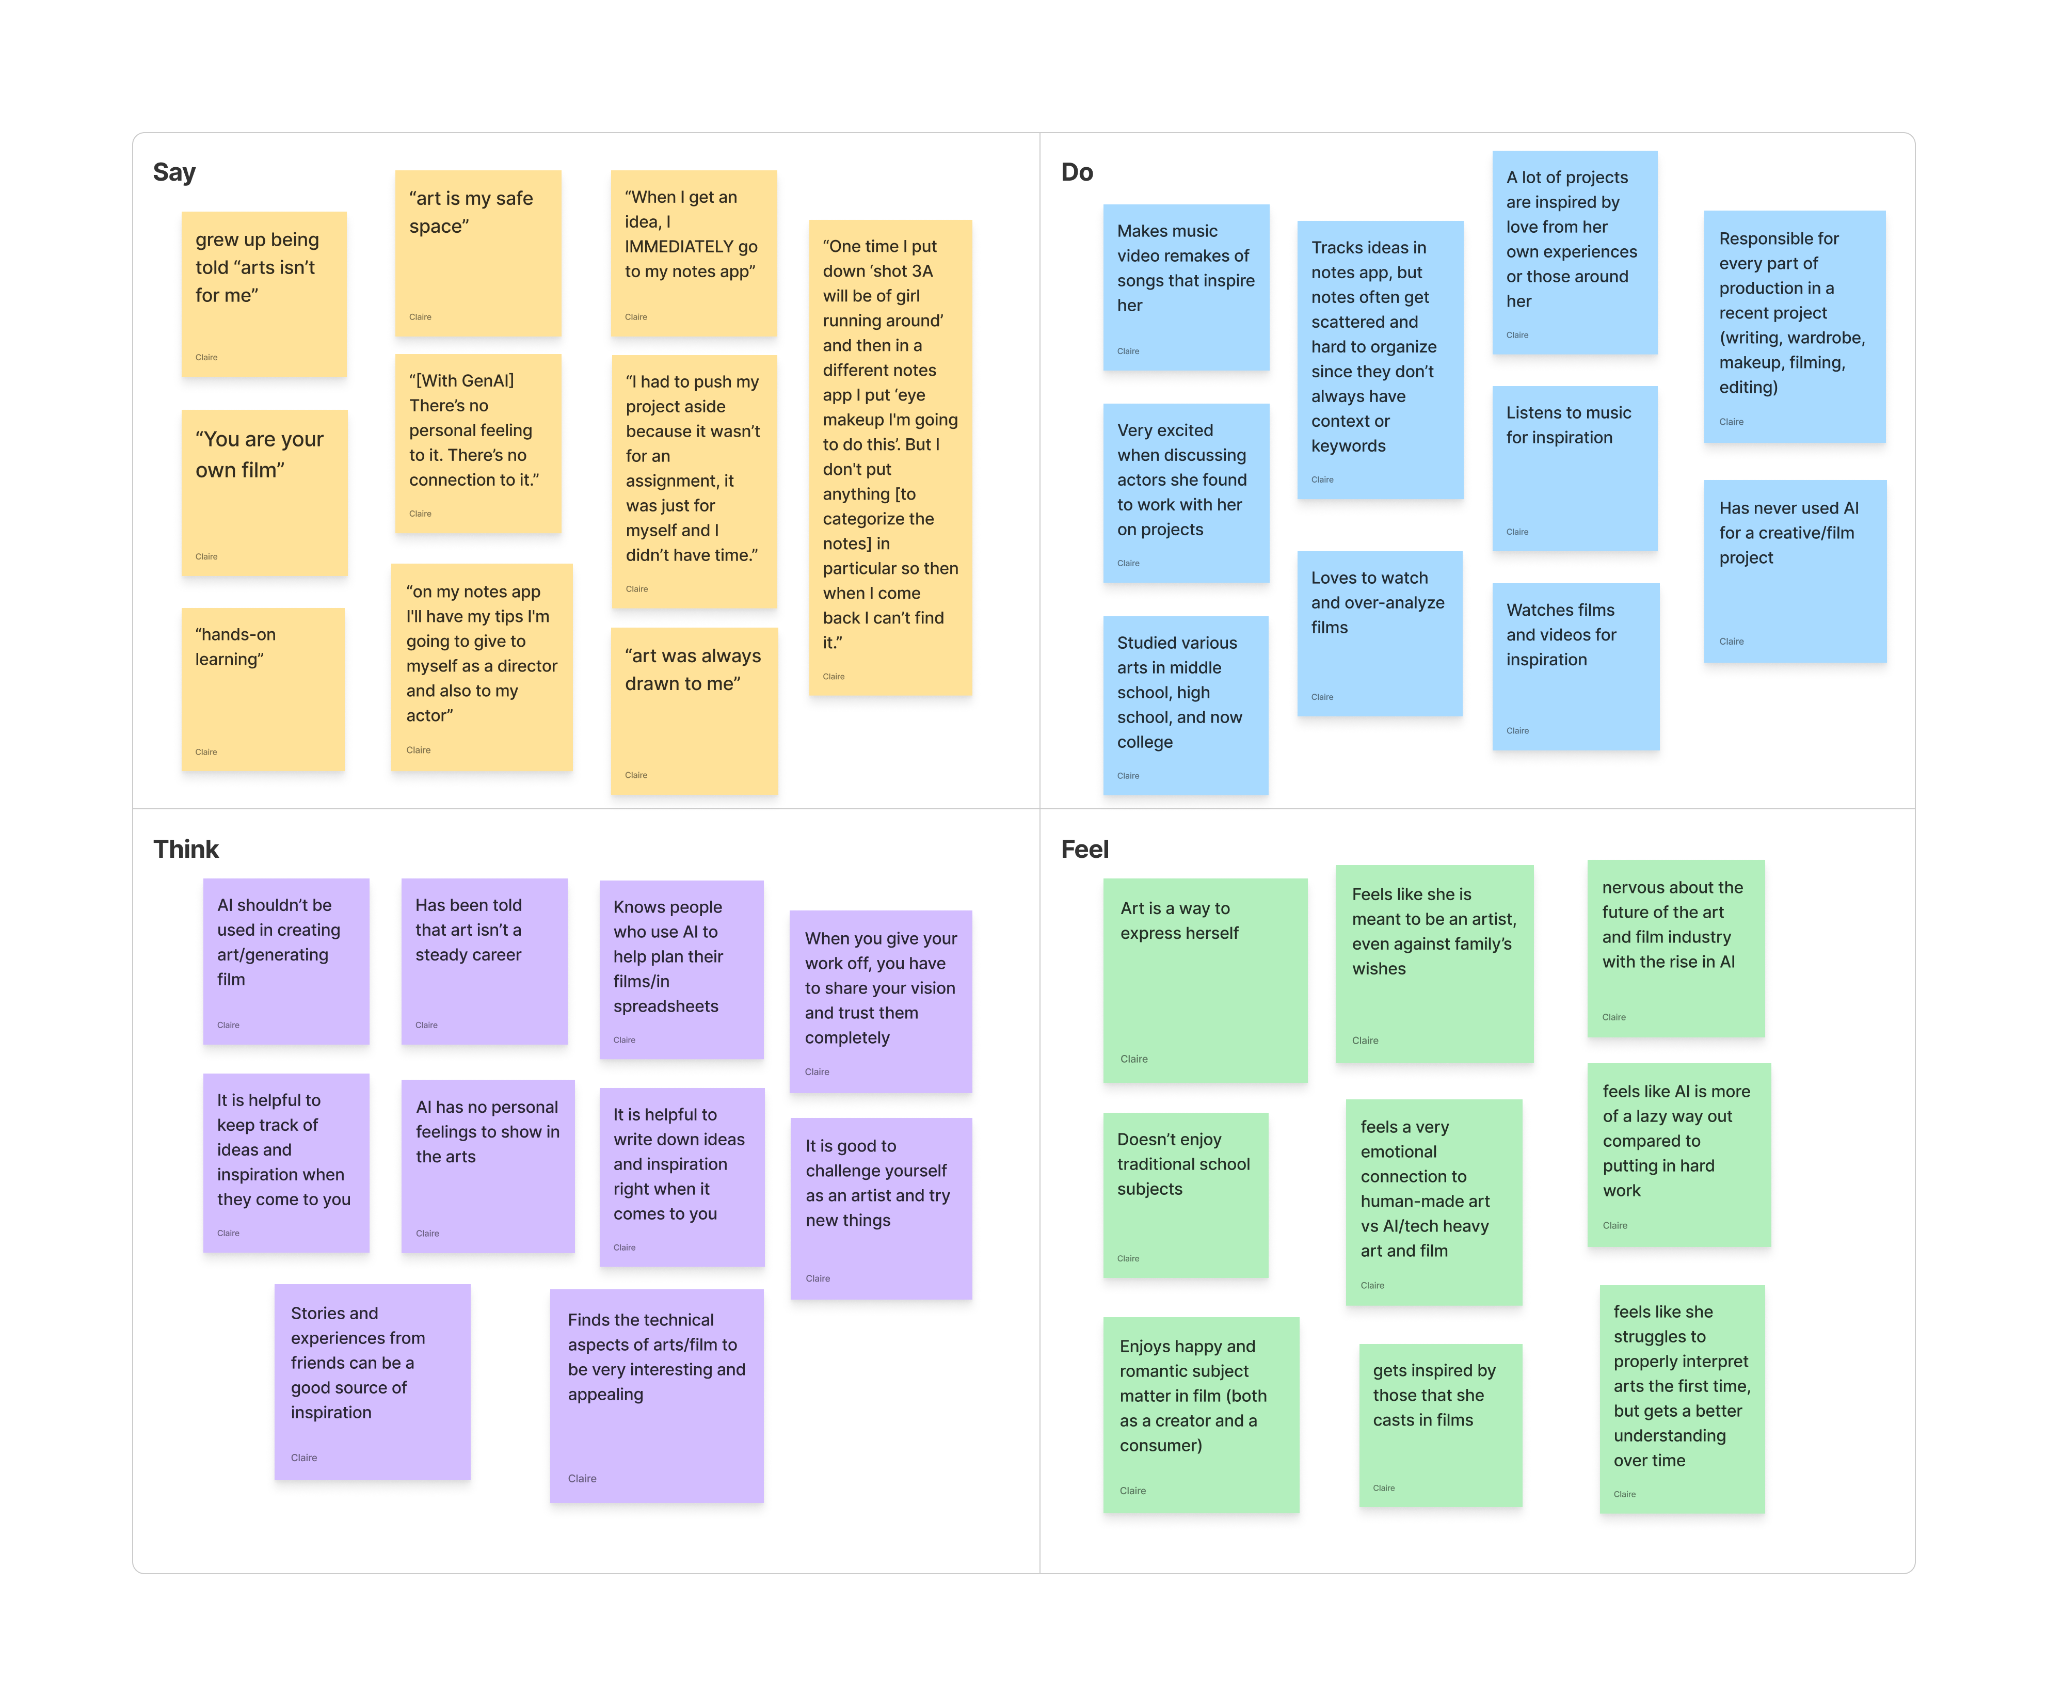 Say
grew up being
told “arts isn’t
for me”
Claire
“You are your
own film”
Claire
“hands-on
learning”
Claire
“art is my safe
space”
Claire
“[With GenAI]
There’s no
personal feeling
to it. There’s no
connection to it.”
Claire
“on my notes app
I'll have my tips I'm
going to give to
myself as a director
and also to my
actor”
Claire
“When I get an
idea, I
IMMEDIATELY go
to my notes app”
Claire
“I had to push my
project aside
because it wasn’t
for an
assignment, it
was just for
myself and I
didn’t have time.”
Claire
“art was always
drawn to me”
Claire
“One time I put
down ‘shot 3A
will be of girl
running around’
and then in a
different notes
app I put ‘eye
makeup I'm going
to do this’. But I
don't put
anything [to
categorize the
notes] in
particular so then
when I come
back I can’t find
it.”
Claire
Do
Makes music
video remakes of
songs that inspire
her
Claire
Very excited
when discussing
actors she found
to work with her
on projects
Claire
Studied various
arts in middle
school, high
school, and now
college
Claire
Tracks ideas in
notes app, but
notes often get
scattered and
hard to organize
since they don’t
always have
context or
keywords
Claire
Loves to watch
and over-analyze
films
Claire
A lot of projects
are inspired by
love from her
own experiences
or those around
her
Claire
Listens to music
for inspiration
Claire
Watches films
and videos for
inspiration
Claire
Responsible for
every part of
production in a
recent project
(writing, wardrobe,
makeup, filming,
editing)
Claire
Has never used AI
for a creative/film
project
Claire
Think
AI shouldn’t be
used in creating
art/generating
film
Claire
Has been told
that art isn’t a
steady career
Claire
Knows people
who use AI to
help plan their
films/in
spreadsheets
Claire
When you give your
work off, you have
to share your vision
and trust them
completely
Claire
It is helpful to
keep track of
ideas and
inspiration when
they come to you
Claire
AI has no personal
feelings to show in
the arts
Claire
It is helpful to
write down ideas
and inspiration
right when it
comes to you
Claire
It is good to
challenge yourself
as an artist and try
new things
Claire
Stories and
experiences from
friends can be a
good source of
inspiration
Claire
Finds the technical
aspects of arts/film to
be very interesting and
appealing
Claire
Feel
Art is a way to
express herself
Claire
Feels like she is
meant to be an artist,
even against family’s
wishes
Claire
nervous about the
future of the art
and film industry
with the rise in AI
Claire
Doesn’t enjoy
traditional school
subjects
Claire
feels a very
emotional
connection to
human-made art
vs AI/tech heavy
art and film
Claire
feels like AI is more
of a lazy way out
compared to
putting in hard
work
Claire
Enjoys happy and
romantic subject
matter in film (both
as a creator and a
consumer)
Claire
gets inspired by
those that she
casts in films
Claire
feels like she
struggles to
properly interpret
arts the first time,
but gets a better
understanding
over time
Claire